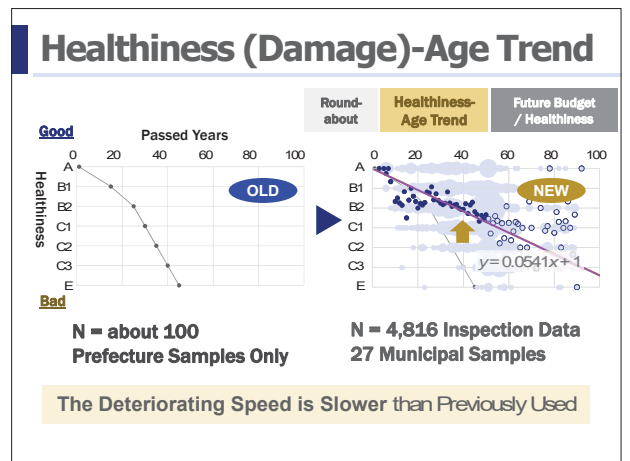 Healthiness (Damage)-Age Trend
Round-
about
Healthiness-
Age Trend
Future Budget
/ Healthiness
Good
Passed Years
0 20 40 60 80 100
A
B1
B2
C1
C2
C3
E
Healthiness
OLD
Bad
0 20 40 60 80 100
A
B1
B2
C1
C2
C3
E
NEW
y=0.0541x+1
N = about 100
Prefecture Samples Only
N = 4,816 Inspection Data
27 Municipal Samples
The Deteriorating Speed is Slower than Previously Used